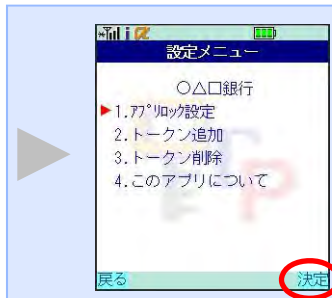 設定メニュー
○△□銀行
1.ｱﾌﾟﾘﾛｯｸ設定
2.トークン追加
3.トークン削除
4.このアプリについて
戻る 決定